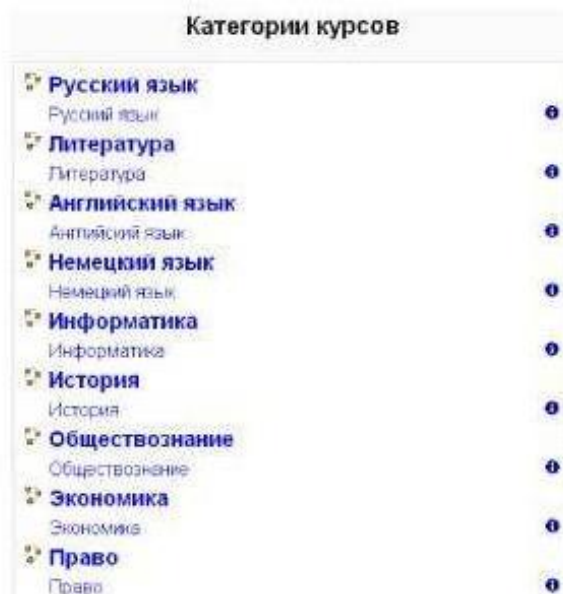 Категории курсов
Русский язык
Русский язык
Литература
Литература
Английский язык
Английский язык
Немецкий язык
Немецкий язык
Информатика
Информатика
История
История
Обществознание
Обществознание
Экономика
Экономика
Право
Право